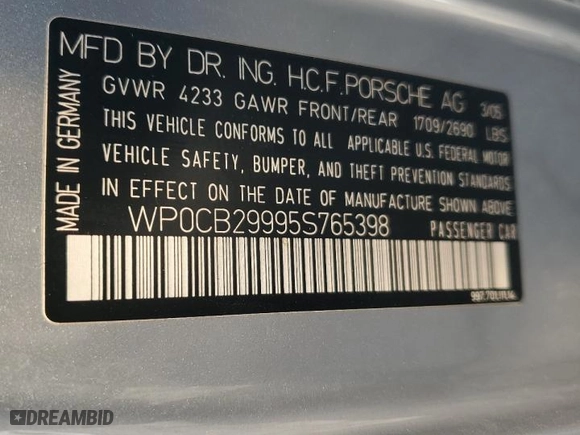 MFD BY DR. ING. H.C.F. PORSCHE AG 3/05
GVWR 4233 GAWR FRONT/REAR 1709/2690 LBS
THIS VEHICLE CONFORMS TO ALL APPLICABLE U.S. FEDERAL MOTOR
VEHICLE SAFETY, BUMPER, AND THEFT PREVENTION STANDARDS
IN EFFECT ON THE DATE OF MANUFACTURE SHOWN ABOVE.
WP0CB29995S765398 PASSENGER CAR
MADE IN GERMANY
DREAMBID